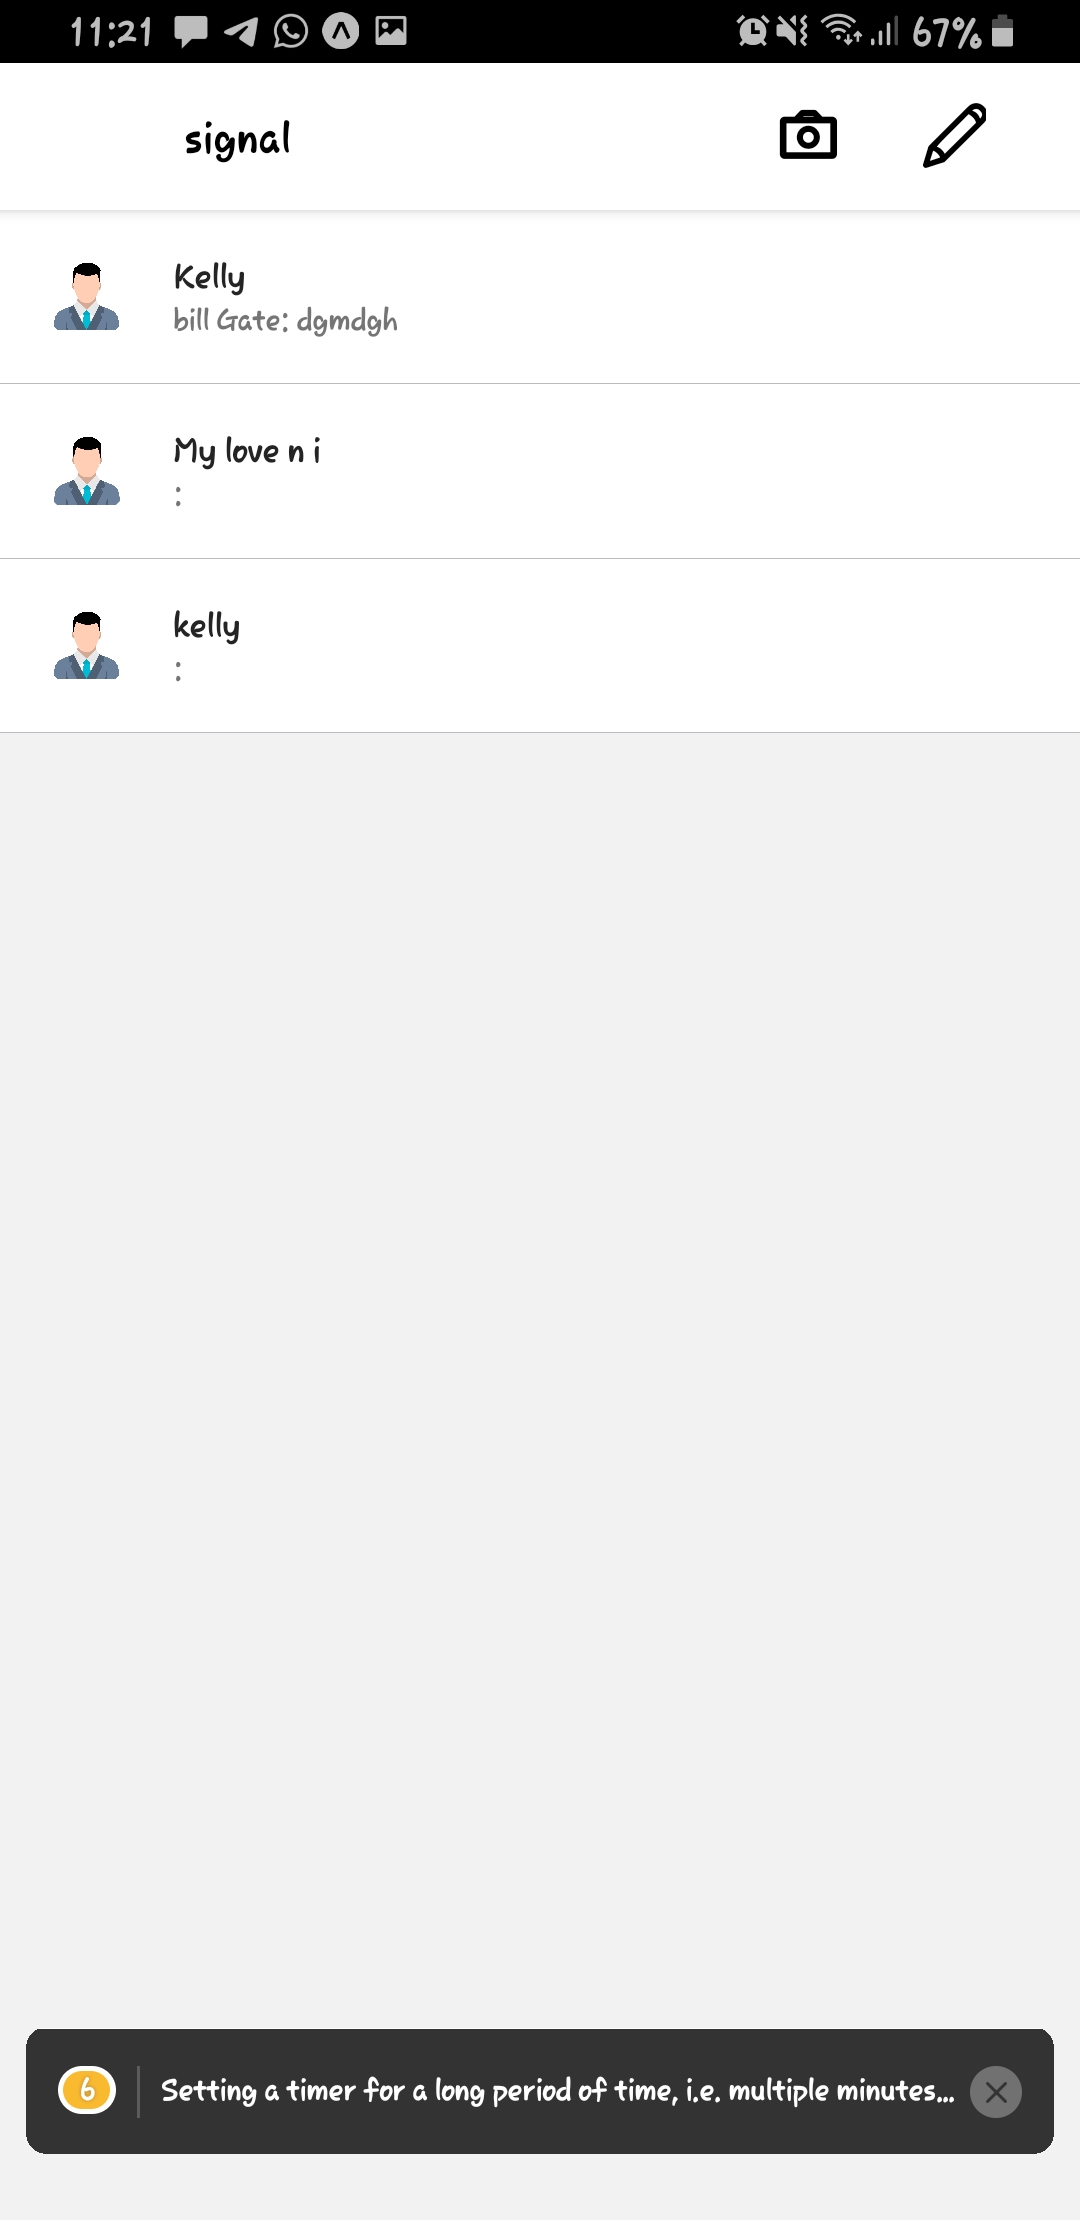 11:21 67%
signal
Kelly
bill Gate: dgmdgh
My love n i
:
kelly
:
6 Setting a timer for a long period of time, i.e. multiple minutes...